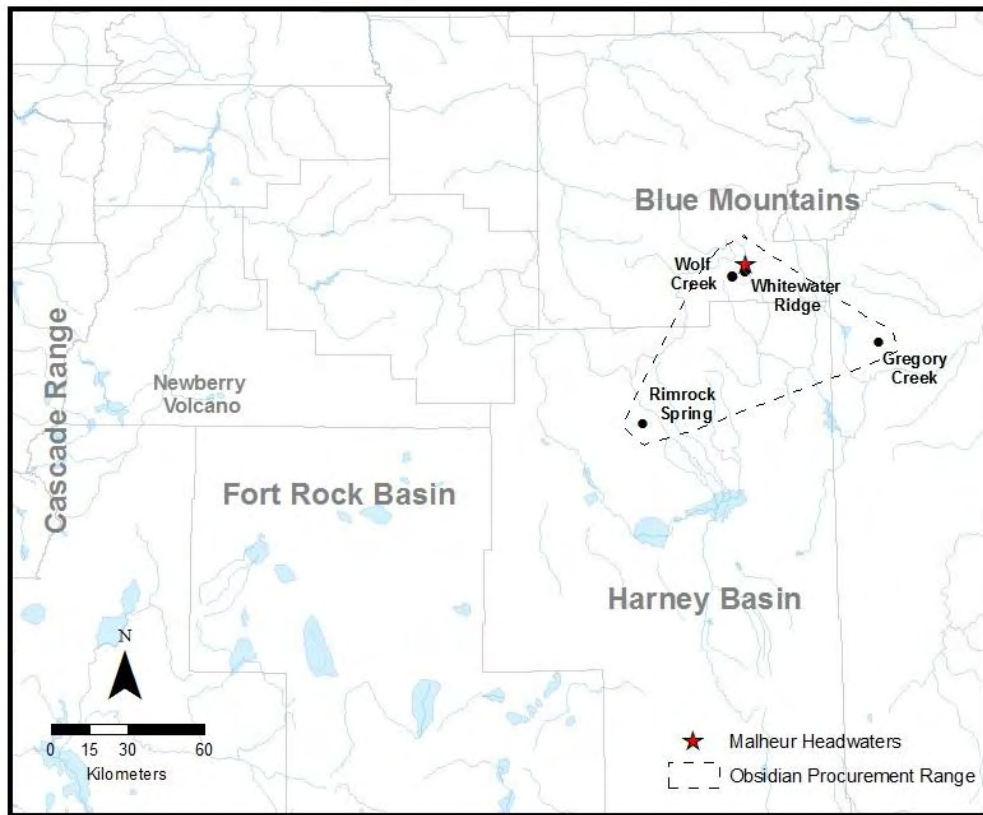 Blue Mountains
Wolf
Creek
Whitewater
Ridge
Gregory
Creek
Rimrock
Spring
Newberry
Volcano
Cascade Range
Fort Rock Basin
Harney Basin
N
0 15 30 60
Kilometers
Malheur Headwaters
Obsidian Procurement Range